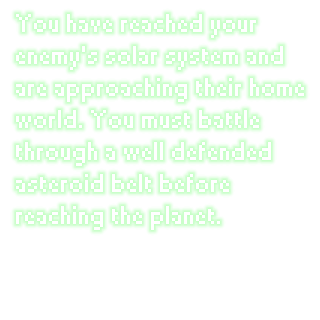 You have reached your
enemy's solar system and
are approaching their home
world. You must battle
through a well defended
asteroid belt before
reaching the planet.